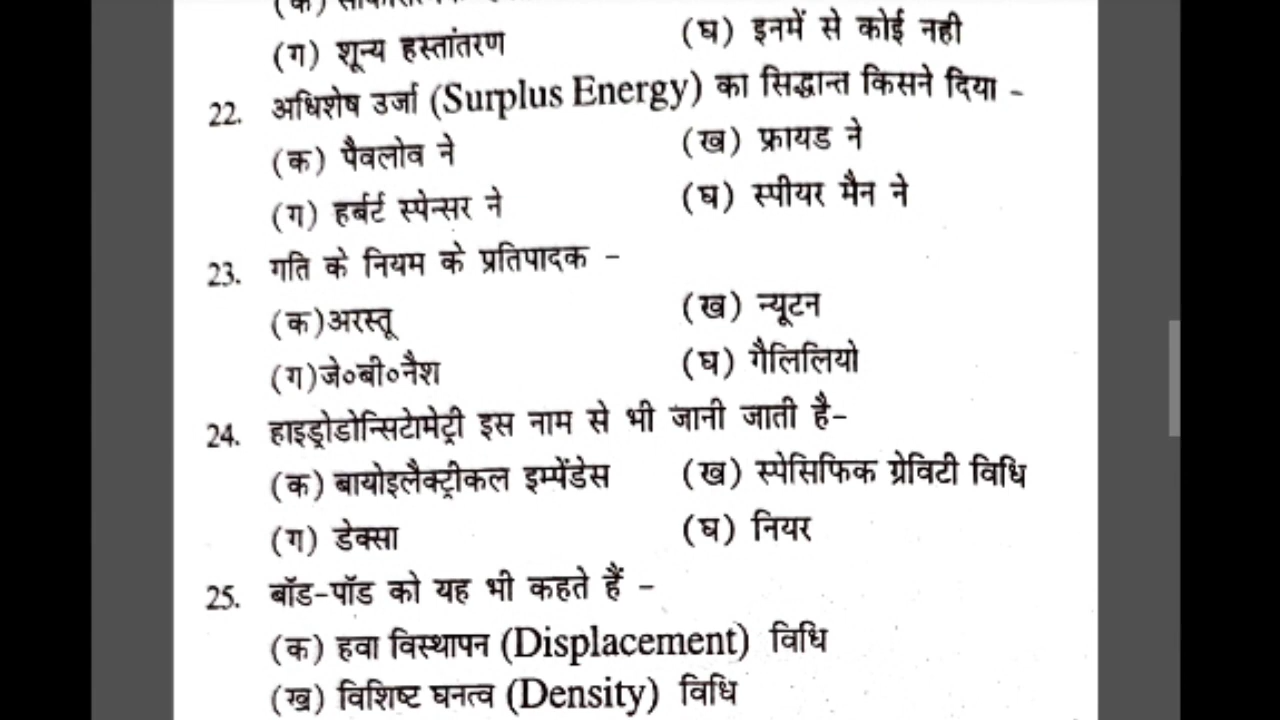 (ग) शून्य हस्तांतरण (घ) इनमें से कोई नही
22. अधिशेष उर्जा (Surplus Energy) का सिद्धान्त किसने दिया -
(क) पैवलोव ने (ख) फ्रायड ने
(ग) हर्बर्ट स्पेन्सर ने (घ) स्पीयर मैन ने
23. गति के नियम के प्रतिपादक -
(क)अरस्तू (ख) न्यूटन
(ग)जे०बी०नैश (घ) गैलिलियो
24. हाइड्रोडोन्सिटोमेट्री इस नाम से भी जानी जाती है-
(क) बायोइलैक्ट्रीकल इम्पेंडेस (ख) स्पेसिफिक ग्रेविटी विधि
(ग) डेक्सा (घ) नियर
25. बॉड-पॉड को यह भी कहते हैं -
(क) हवा विस्थापन (Displacement) विधि
(ख) विशिष्ट घनत्व (Density) विधि